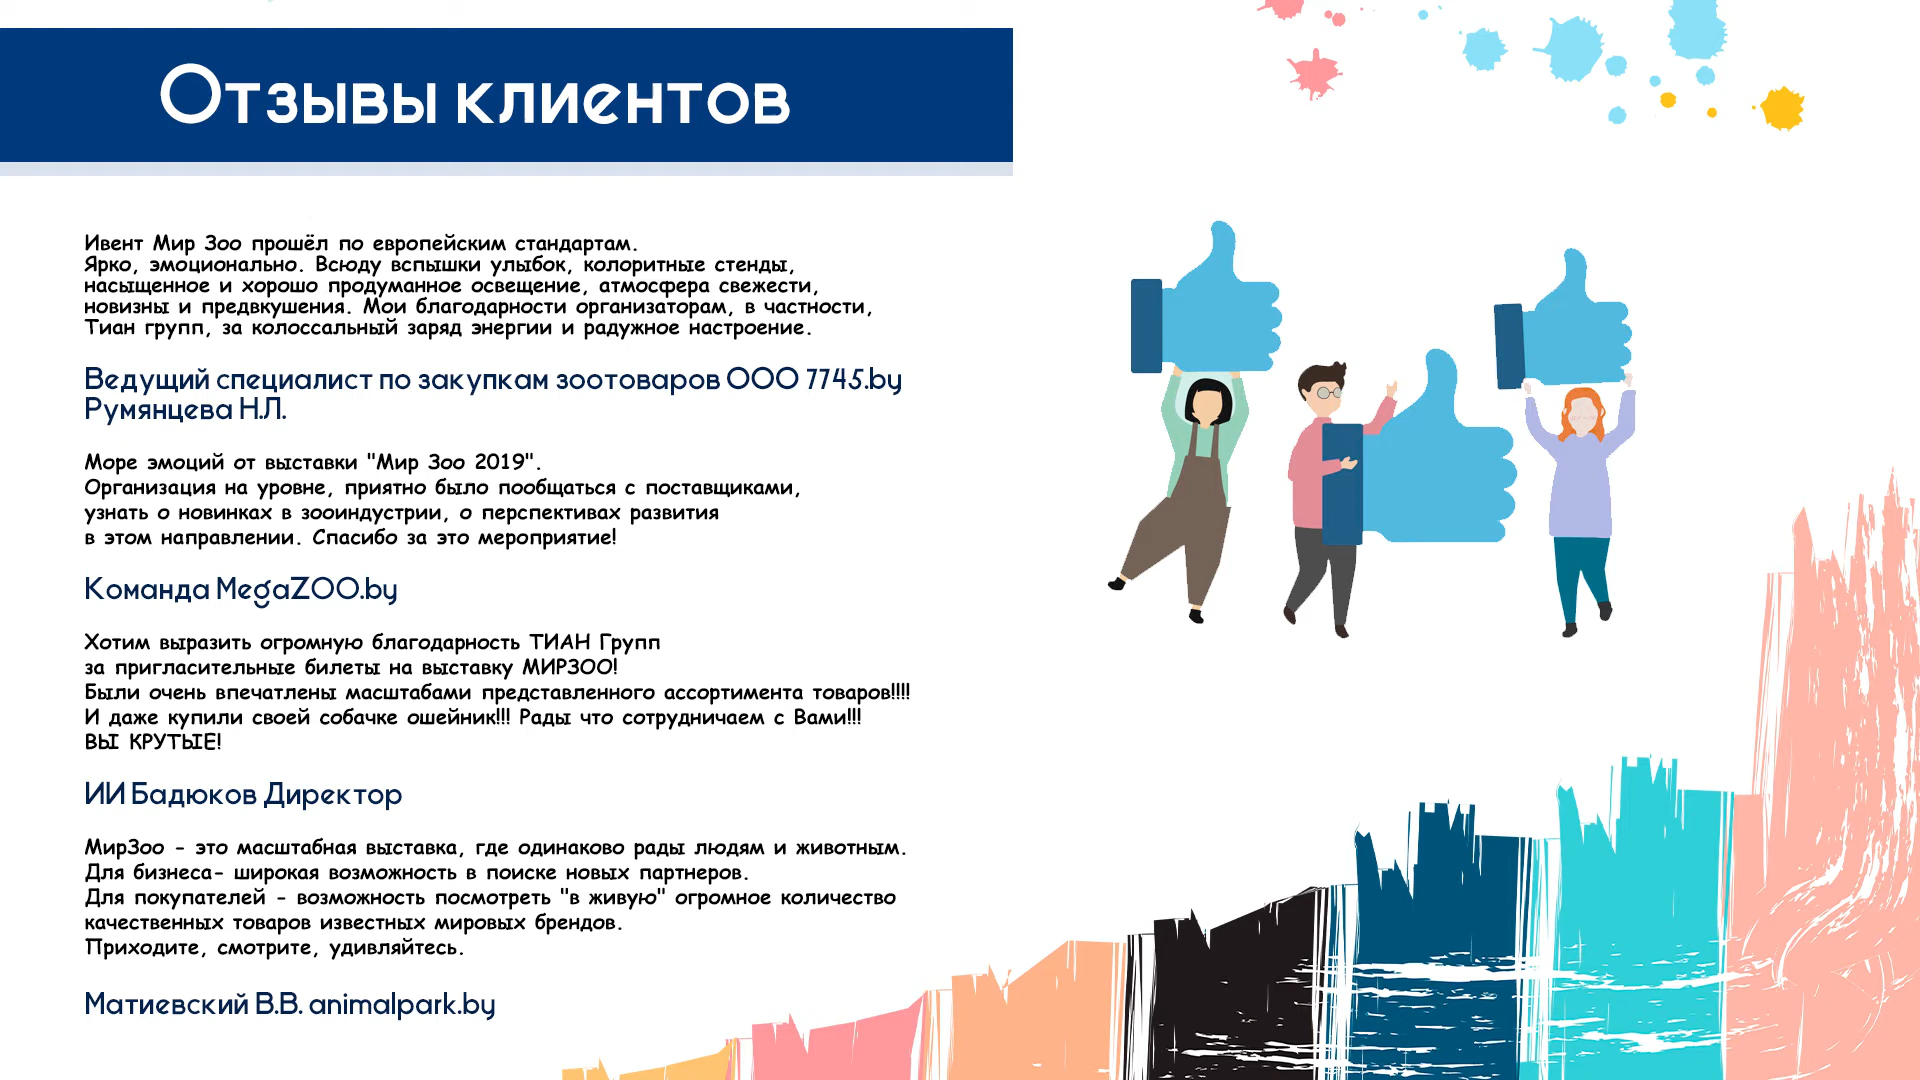 Отзывы клиентов
Ивент Мир Зоо прошёл по европейским стандартам.
Ярко, эмоционально. Всюду вспышки улыбок, колоритные стенды,
насыщенное и хорошо продуманное освещение, атмосфера свежести,
новизны и предвкушения. Мои благодарности организаторам, в частности,
Тиан групп, за колоссальный заряд энергии и радужное настроение.
Ведущий специалист по закупкам зоотоваров ООО 7745.by
Румянцева Н.Л.
Море эмоций от выставки "Мир Зоо 2019".
Организация на уровне, приятно было пообщаться с поставщиками,
узнать о новинках в зооиндустрии, о перспективах развития
в этом направлении. Спасибо за это мероприятие!
Команда MegaZOO.by
Хотим выразить огромную благодарность ТИАН Групп
за пригласительные билеты на выставку МИРЗОО!
Были очень впечатлены масштабами представленного ассортимента товаров!!!!
И даже купили своей собачке ошейник!!! Рады что сотрудничаем с Вами!!!
ВЫ КРУТЫЕ!
ИИ Бадюков Директор
МирЗоо - это масштабная выставка, где одинаково рады людям и животным.
Для бизнеса- широкая возможность в поиске новых партнеров.
Для покупателей - возможность посмотреть "в живую" огромное количество
качественных товаров известных мировых брендов.
Приходите, смотрите, удивляйтесь.
Матиевский В.В. animalpark.by